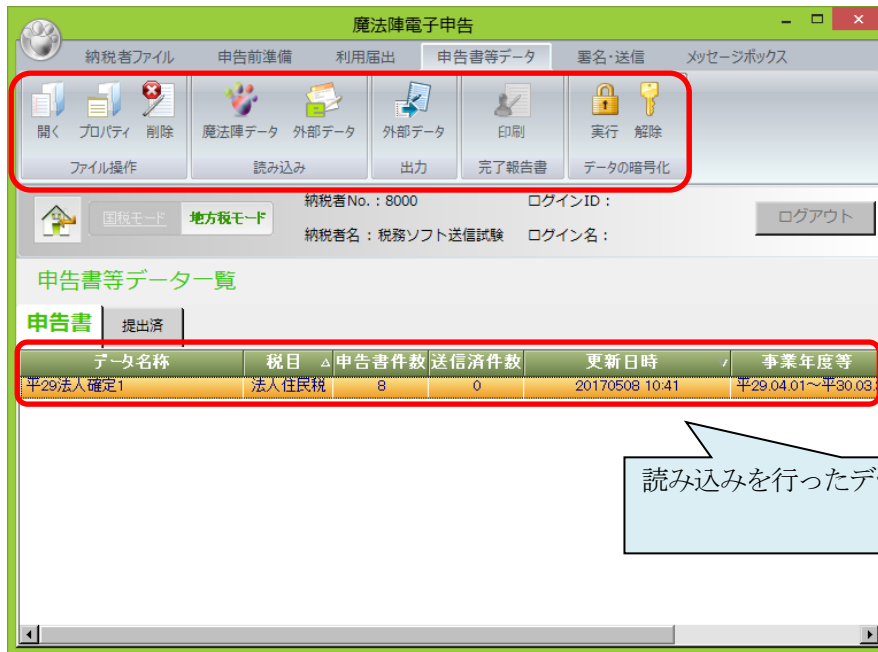 魔法陣電子申告
納税者ファイル 申告前準備 利用届出 申告書等データ 署名・送信 メッセージボックス
開く プロパティ 削除 魔法陣データ 外部データ 外部データ 印刷 実行 解除
ファイル操作 読み込み 出力 完了報告書 データの暗号化
国税モード 地方税モード 納税者No.：8000 ログインID： ログアウト
納税者名：税務ソフト送信試験 ログイン名：
申告書等データ一覧
申告書 提出済
データ名称 税目 △ 申告書件数 送信済件数 更新日時 事業年度等
平29法人確定1 法人住民税 8 0 20170508 10:41 平29.04.01～平30.03.
読み込みを行ったデ